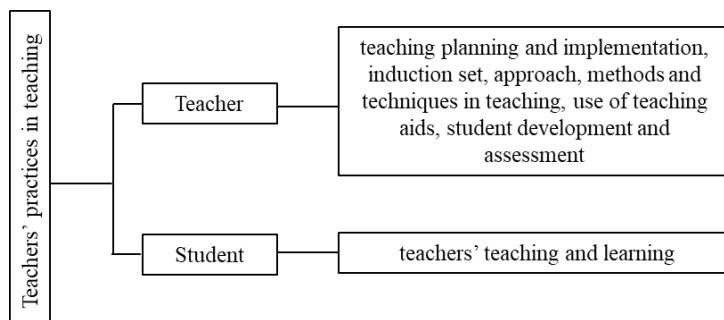 Teachers’ practices in teaching
Teacher
teaching planning and implementation,
induction set, approach, methods and
techniques in teaching, use of teaching
aids, student development and
assessment
Student
teachers’ teaching and learning